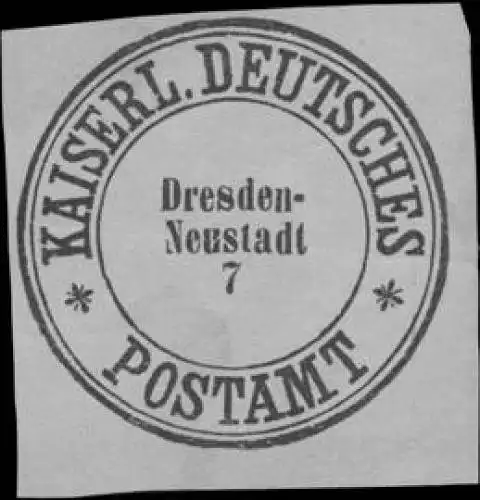 KAISERL. DEUTSCHES
Dresden-
Neustadt
7
* POSTAMT *